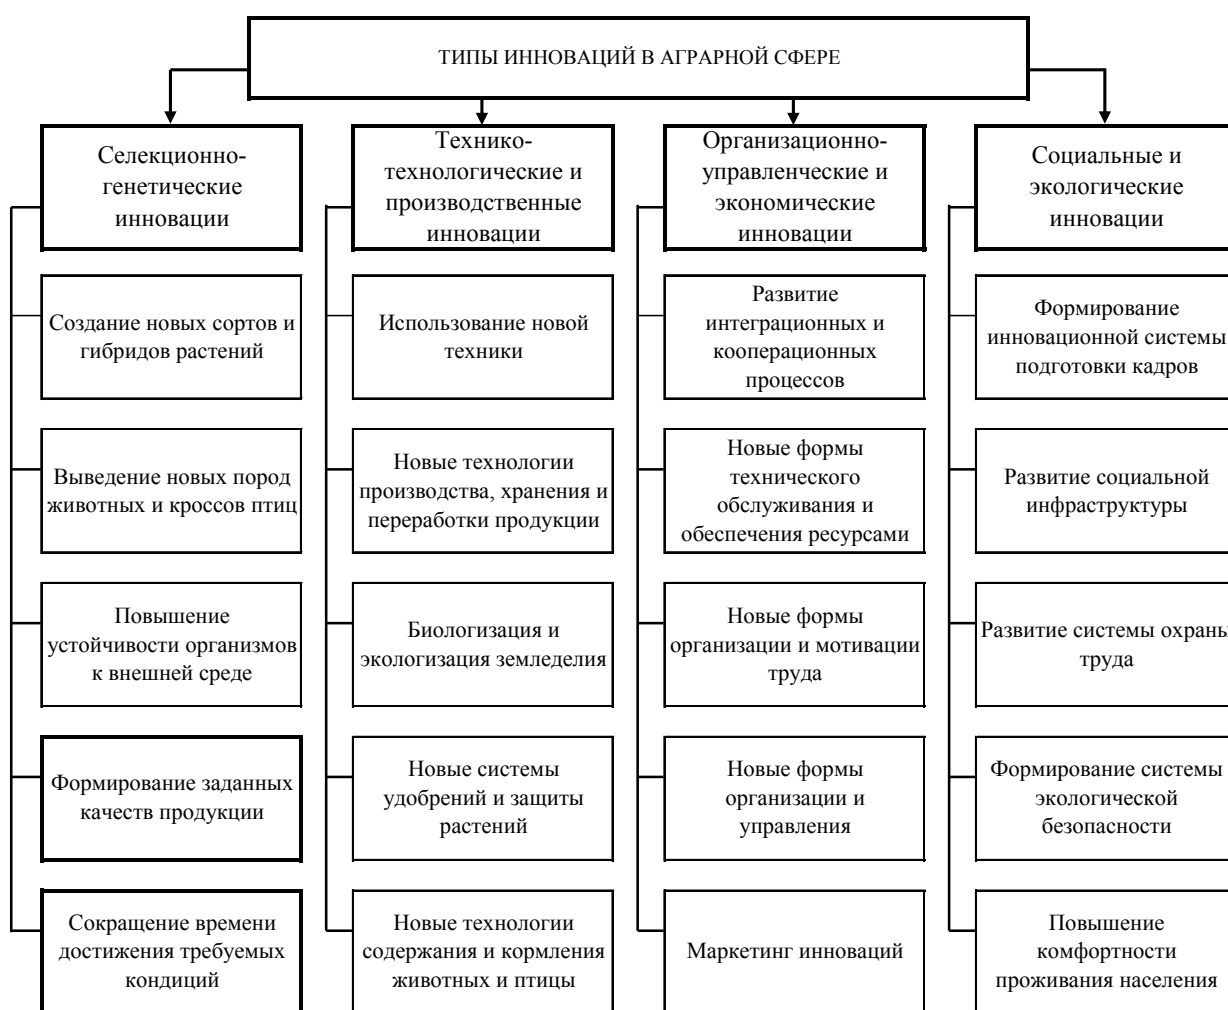 ТИПЫ ИННОВАЦИЙ В АГРАРНОЙ СФЕРЕ
Селекционно-
генетические
инновации
Технико-
технологические и
производственные
инновации
Организационно-
управленческие и
экономические
инновации
Социальные и
экологические
инновации
Создание новых сортов и
гибридов растений
Использование новой
техники
Развитие
интеграционных и
кооперационных
процессов
Формирование
инновационной системы
подготовки кадров
Выведение новых пород
животных и кроссов птиц
Новые технологии
производства, хранения и
переработки продукции
Новые формы
технического
обслуживания и
обеспечения ресурсами
Развитие социальной
инфраструктуры
Повышение
устойчивости организмов
к внешней среде
Биологизация и
экологизация земледелия
Новые формы
организации и мотивации
труда
Развитие системы охраны
труда
Формирование заданных
качеств продукции
Новые системы
удобрений и защиты
растений
Новые формы
организации и
управления
Формирование системы
экологической
безопасности
Сокращение времени
достижения требуемых
кондиций
Новые технологии
содержания и кормления
животных и птицы
Маркетинг инноваций
Повышение
комфортности
проживания населения